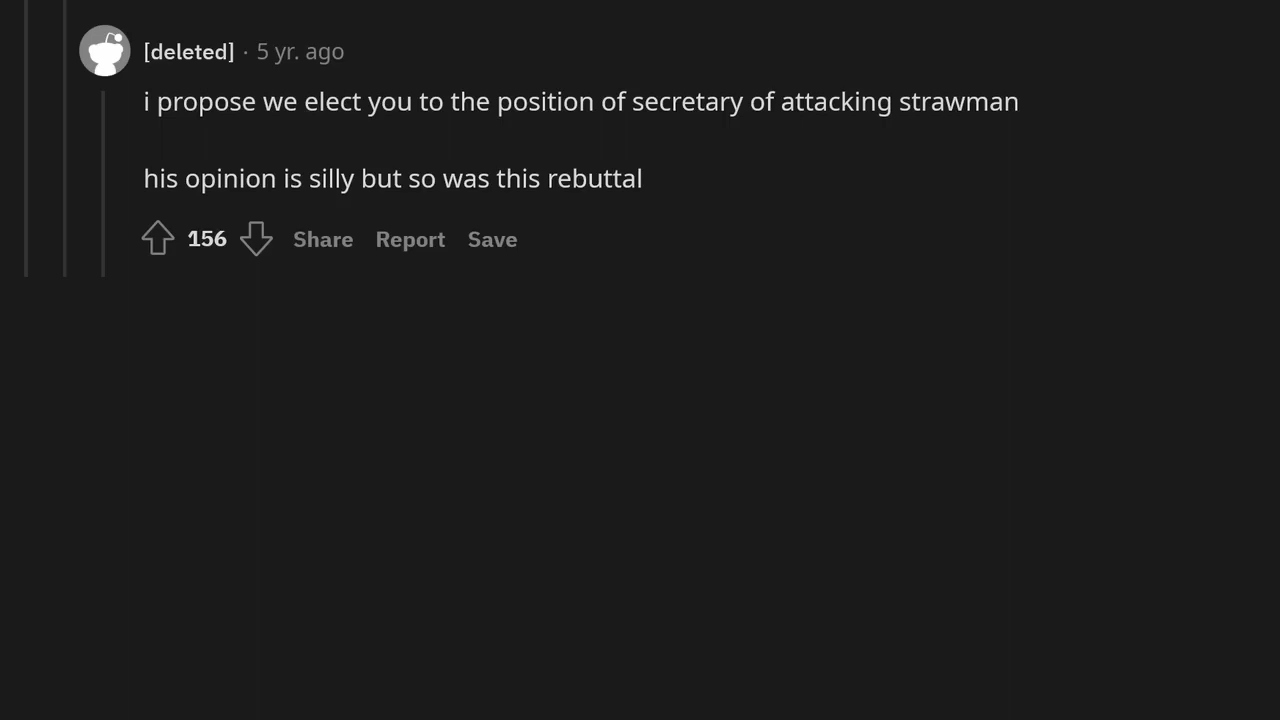 [deleted] · 5 yr. ago
i propose we elect you to the position of secretary of attacking strawman
his opinion is silly but so was this rebuttal
156 Share Report Save